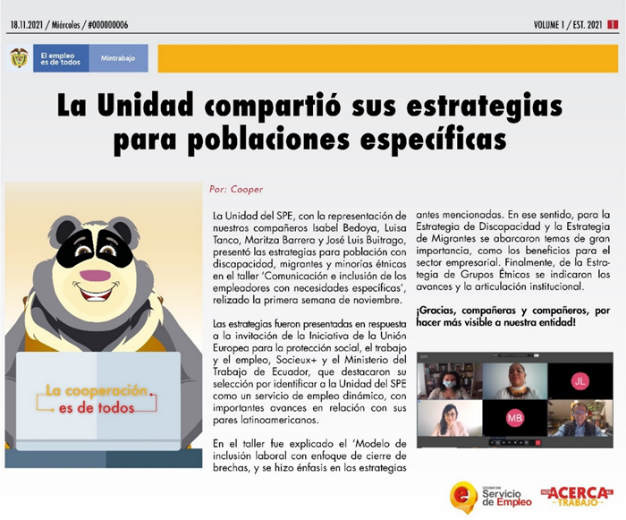 18.11.2021 / Miércoles / #000000006
VOLUME 1 / EST. 2021
El empleo
es de todos
Mintrabajo
La Unidad compartió sus estrategias
para poblaciones específicas
Por: Cooper
La Unidad del SPE, con la representación de
nuestros compañeros Isabel Bedoya, Luisa
Tanco, Maritza Barrera y José Luis Buitrago,
presentó las estrategias para población con
discapacidad, migrantes y minorías étnicas
en el taller ‘Comunicación e inclusión de los
empleadores con necesidades específicas’,
relizado la primera semana de noviembre.
Las estrategias fueron presentadas en respuesta
a la invitación de la Iniciativa de la Unión
Europea para la protección social, el trabajo
y el empleo, Socieux+ y el Ministerio del
Trabajo de Ecuador, que destacaron su
selección por identificar a la Unidad del SPE
como un servicio de empleo dinámico, con
importantes avances en relación con sus
pares latinoamericanos.
En el taller fue explicado el ‘Modelo de
inclusión laboral con enfoque de cierre de
brechas, y se hizo énfasis en las estrategias
antes mencionadas. En ese sentido, para la
Estrategia de Discapacidad y la Estrategia
de Migrantes se abarcaron temas de gran
importancia, como los beneficios para el
sector empresarial. Finalmente, de la Estra-
tegia de Grupos Étnicos se indicaron los
avances y la articulación institucional.
¡Gracias, compañeras y compañeros, por
hacer más visible a nuestra entidad!
La cooperación
es de todos
JL
MB
Servicio
de Empleo
ACERCA
TRABAJO